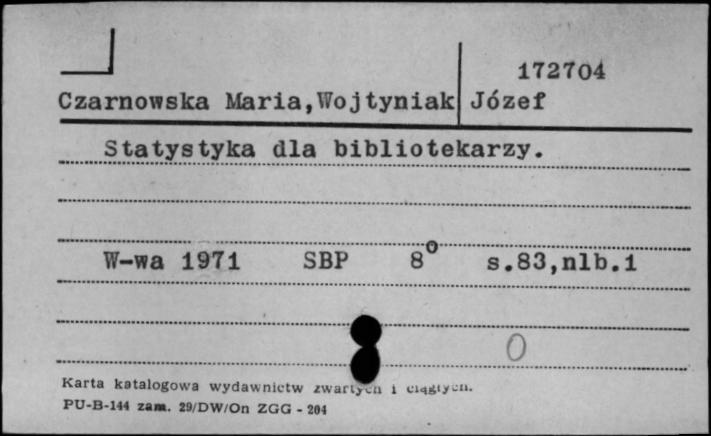 172704
Czarnowska Maria,Wojtyniak Józef
Statystyka dla bibliotekarzy.
W-wa 1971 SBP 8° s.83,nlb.1
0
Karta katalogowa wydawnictw zwartych i ciągłych.
PU-B-144 zam. 29/DW/On ZGG - 204